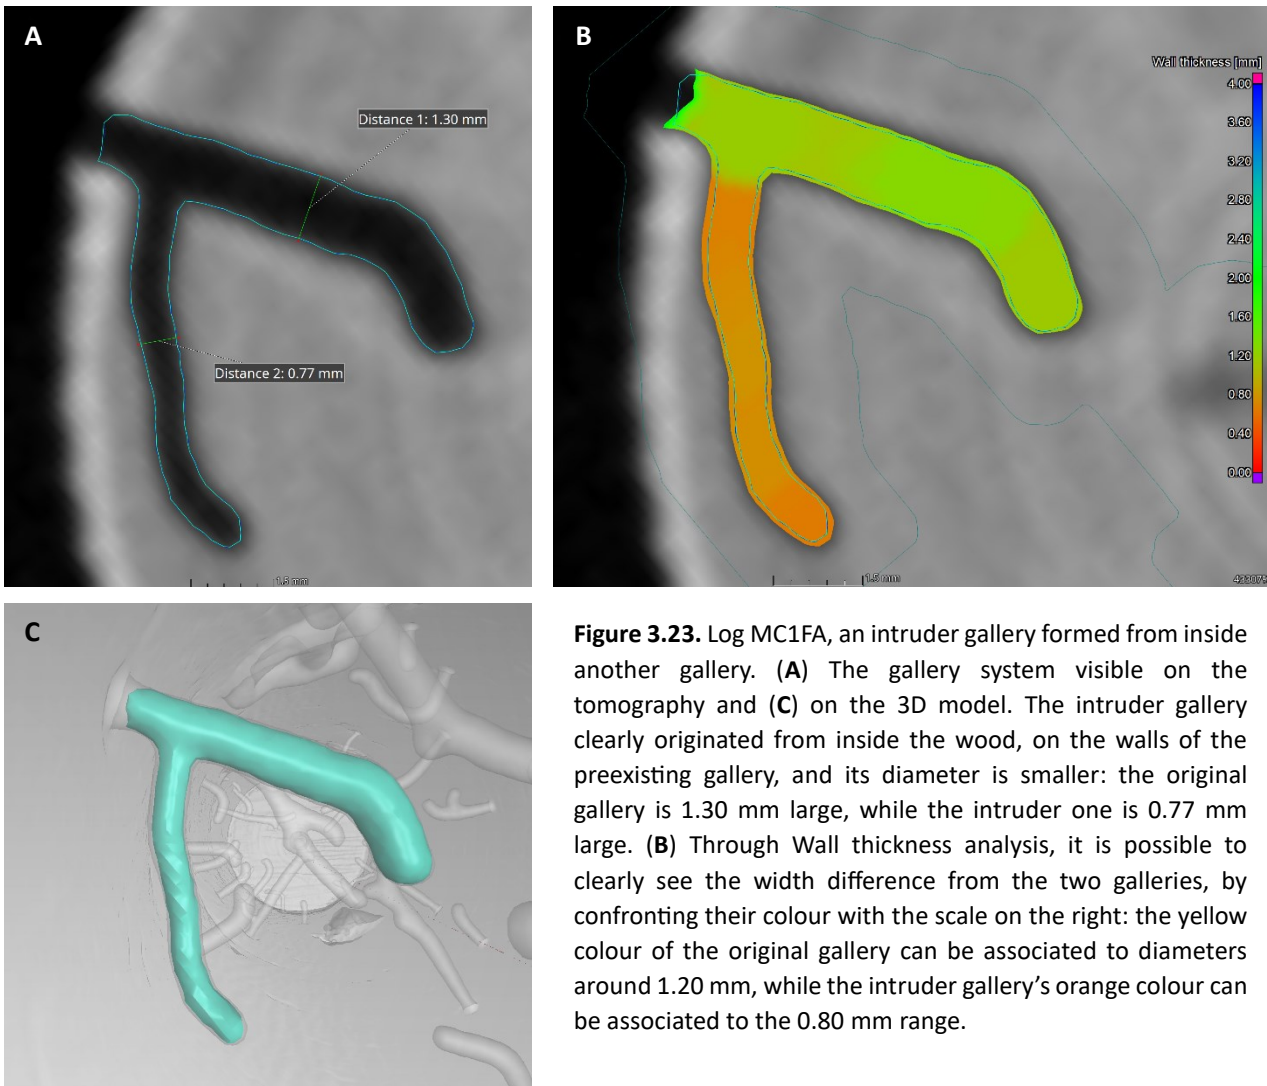 A
Distance 1: 1.30 mm
Distance 2: 0.77 mm
1.5 mm
B
Wall thickness [mm]
4.00
3.60
3.20
2.80
2.40
2.00
1.60
1.20
0.80
0.40
0.00
1.5 mm
C
Figure 3.23. Log MC1FA, an intruder gallery formed from inside
another gallery. (A) The gallery system visible on the
tomography and (C) on the 3D model. The intruder gallery
clearly originated from inside the wood, on the walls of the
preexisting gallery, and its diameter is smaller: the original
gallery is 1.30 mm large, while the intruder one is 0.77 mm
large. (B) Through Wall thickness analysis, it is possible to
clearly see the width difference from the two galleries, by
confronting their colour with the scale on the right: the yellow
colour of the original gallery can be associated to diameters
around 1.20 mm, while the intruder gallery’s orange colour can
be associated to the 0.80 mm range.